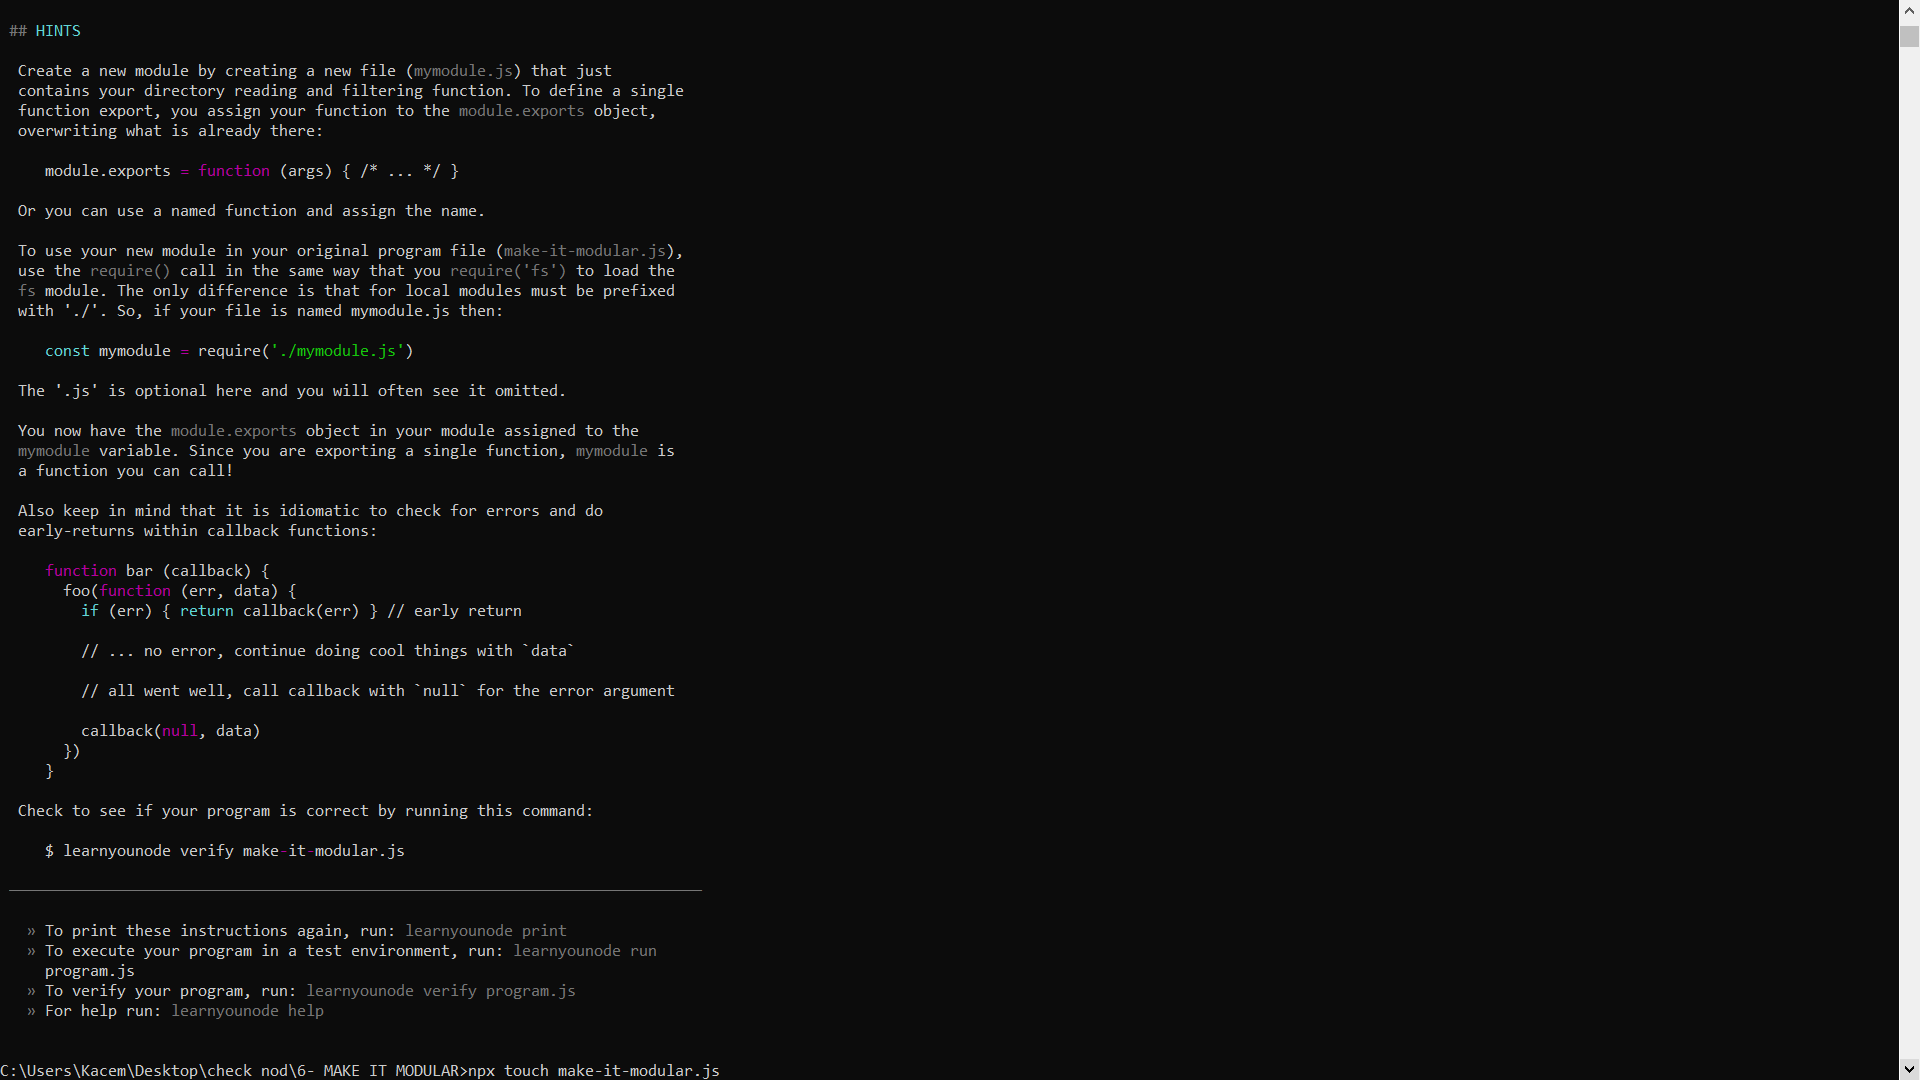 ## HINTS
Create a new module by creating a new file (mymodule.js) that just
contains your directory reading and filtering function. To define a single
function export, you assign your function to the module.exports object,
overwriting what is already there:
module.exports = function (args) { /* ... */ }
Or you can use a named function and assign the name.
To use your new module in your original program file (make-it-modular.js),
use the require() call in the same way that you require('fs') to load the
fs module. The only difference is that for local modules must be prefixed
with './'. So, if your file is named mymodule.js then:
const mymodule = require('./mymodule.js')
The '.js' is optional here and you will often see it omitted.
You now have the module.exports object in your module assigned to the
mymodule variable. Since you are exporting a single function, mymodule is
a function you can call!
Also keep in mind that it is idiomatic to check for errors and do
early-returns within callback functions:
function bar (callback) {
foo(function (err, data) {
if (err) { return callback(err) } // early return
// ... no error, continue doing cool things with `data`
// all went well, call callback with `null` for the error argument
callback(null, data)
})
}
Check to see if your program is correct by running this command:
$ learnyounode verify make-it-modular.js
» To print these instructions again, run: learnyounode print
» To execute your program in a test environment, run: learnyounode run
program.js
» To verify your program, run: learnyounode verify program.js
» For help run: learnyounode help
C:\Users\Kacem\Desktop\check nod\6- MAKE IT MODULAR>npx touch make-it-modular.js